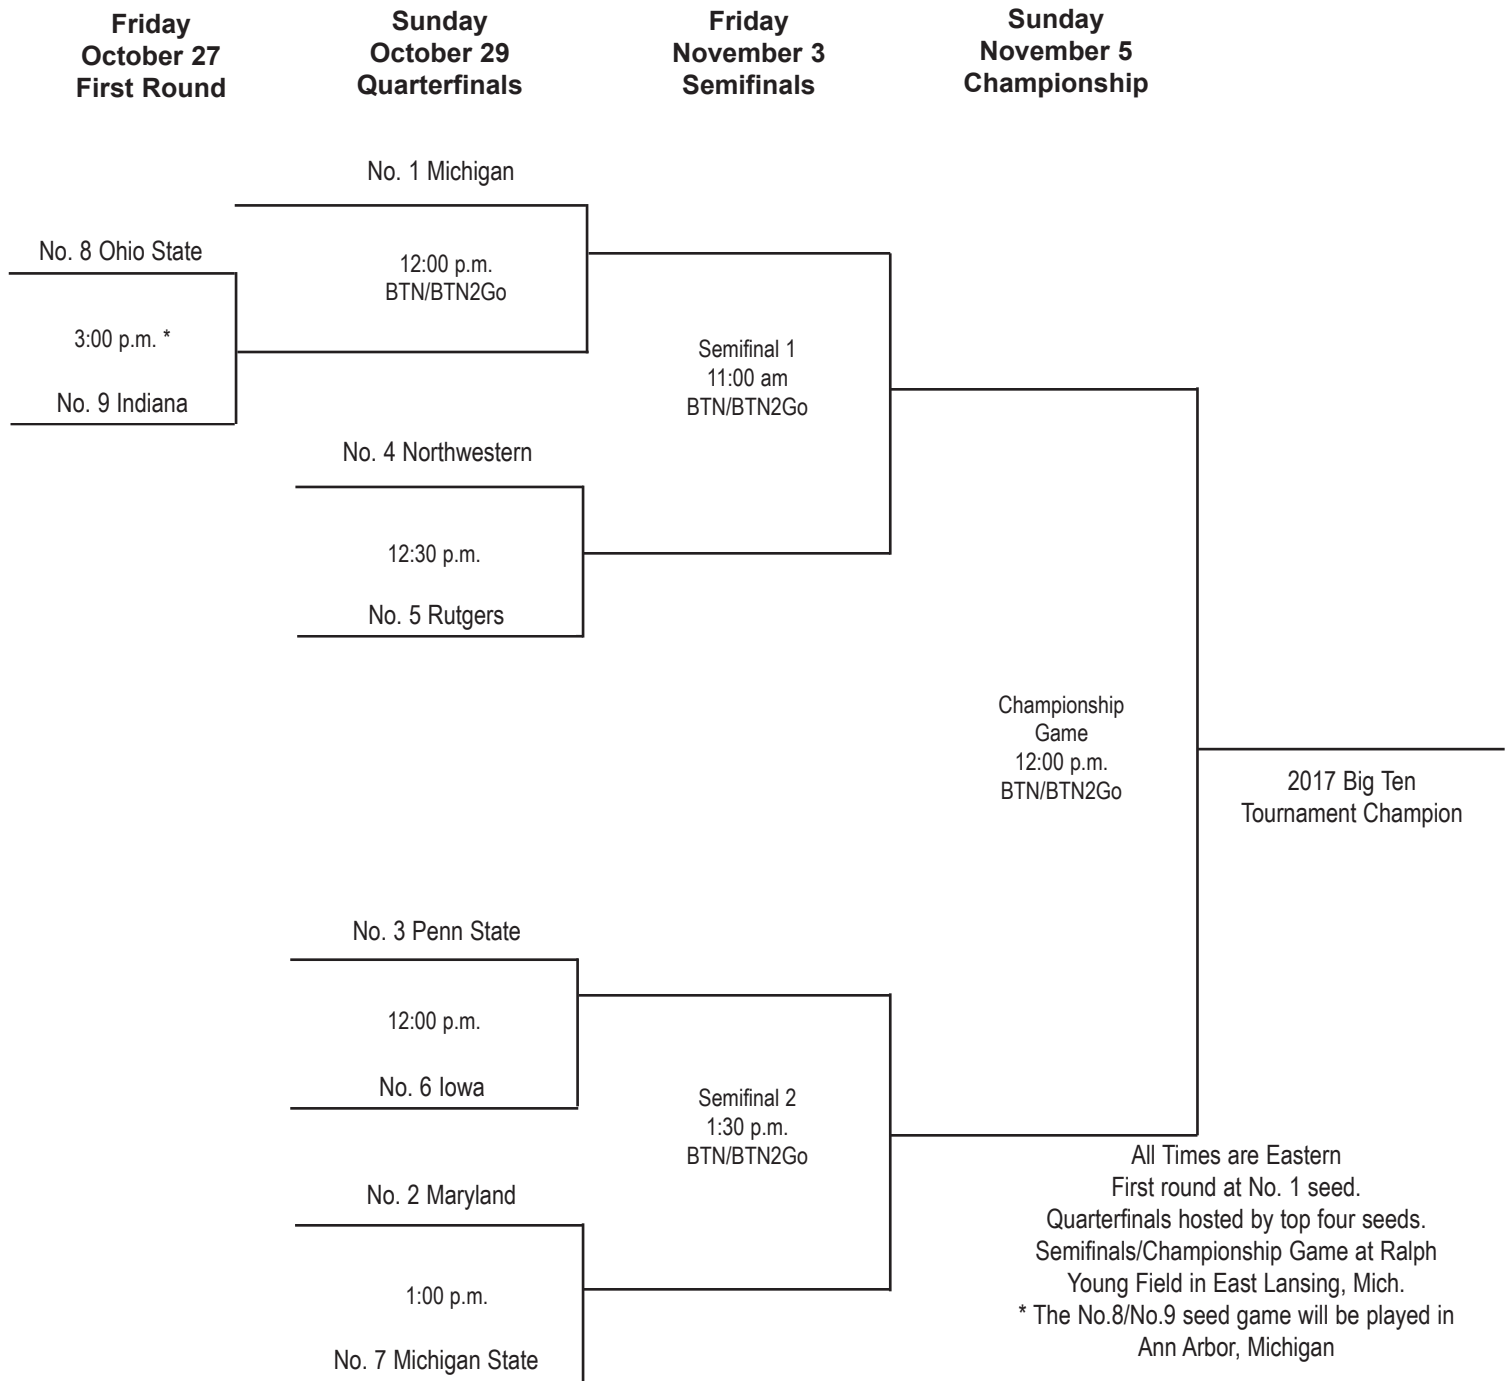 Friday
October 27
First Round
Sunday
October 29
Quarterfinals
Friday
November 3
Semifinals
Sunday
November 5
Championship
No. 1 Michigan
No. 8 Ohio State
12:00 p.m.
BTN/BTN2Go
3:00 p.m. *
No. 9 Indiana
Semifinal 1
11:00 am
BTN/BTN2Go
No. 4 Northwestern
12:30 p.m.
No. 5 Rutgers
Championship
Game
12:00 p.m.
BTN/BTN2Go
2017 Big Ten
Tournament Champion
No. 3 Penn State
12:00 p.m.
No. 6 Iowa
Semifinal 2
1:30 p.m.
BTN/BTN2Go
No. 2 Maryland
1:00 p.m.
No. 7 Michigan State
All Times are Eastern
First round at No. 1 seed.
Quarterfinals hosted by top four seeds.
Semifinals/Championship Game at Ralph
Young Field in East Lansing, Mich.
* The No.8/No.9 seed game will be played in
Ann Arbor, Michigan